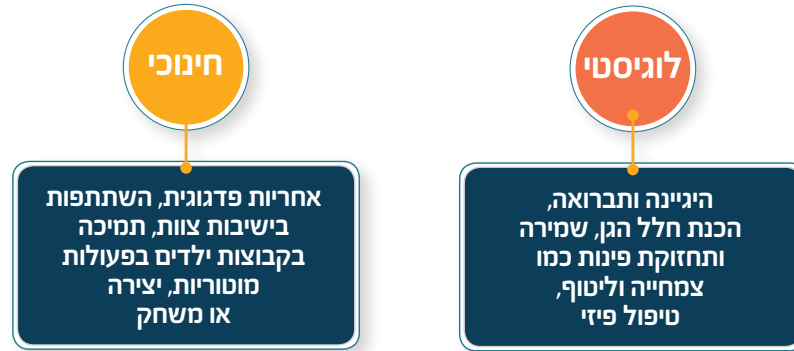 לוגיסטי
היגיינה ותברואה,
הכנת חלל הגן, שמירה
ותחזוקת פינות כמו
צמחייה וליטוף,
טיפול פיזי
חינוכי
אחריות פדגוגית, השתתפות
בישיבות צוות, תמיכה
בקבוצות ילדים בפעולות
מוטוריות, יצירה
או משחק